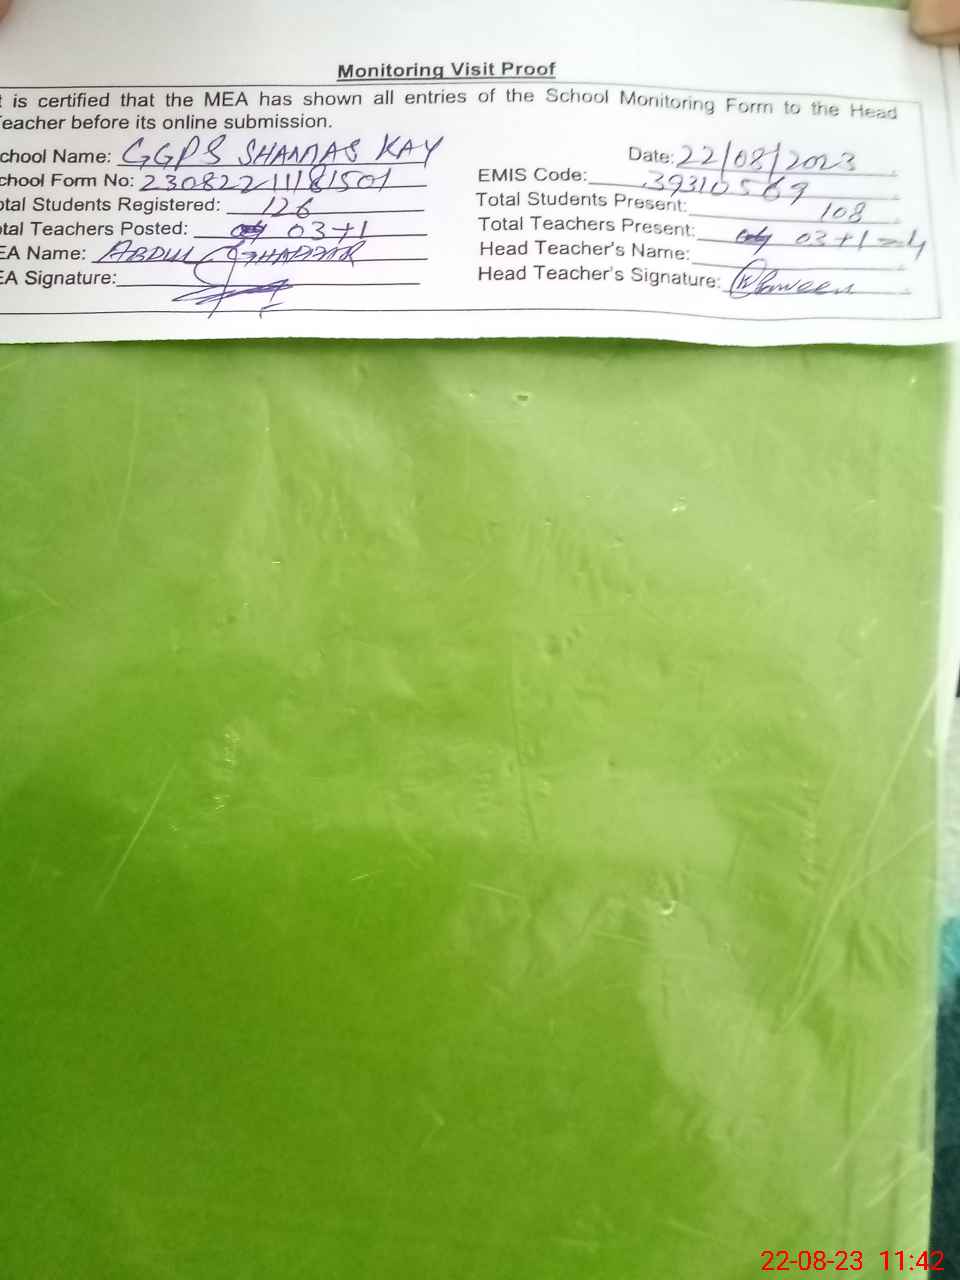 Monitoring Visit Proof
t is certified that the MEA has shown all entries of the School Monitoring Form to the Head
eacher before its online submission.
chool Name: GGPS SHAMAS KAY Date: 22/08/2023
chool Form No: 23082211181501 EMIS Code: 39310569
otal Students Registered: 126 Total Students Present: 108
otal Teachers Posted: 03+1 Total Teachers Present: 03+1=4
EA Name: ABDUL GHAFFAR Head Teacher's Name:
EA Signature: Head Teacher's Signature:
22-08-23 11:42